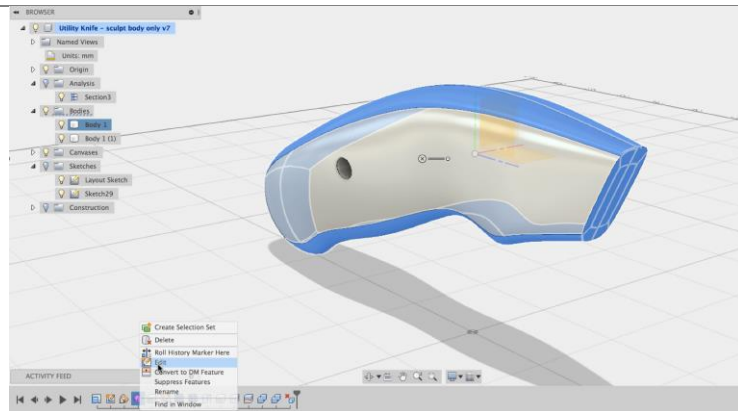 BROWSER
Utility Knife - sculpt body only v7
Named Views
Units: mm
Origin
Analysis
Section3
Bodies
Body 1
Body 1 (1)
Canvases
Sketches
Layout Sketch
Sketch29
Construction
Create Selection Set
Delete
Roll History Marker Here
Edit
Convert to DM Feature
Suppress Features
Rename
Find in Window
ACTIVITY FEED